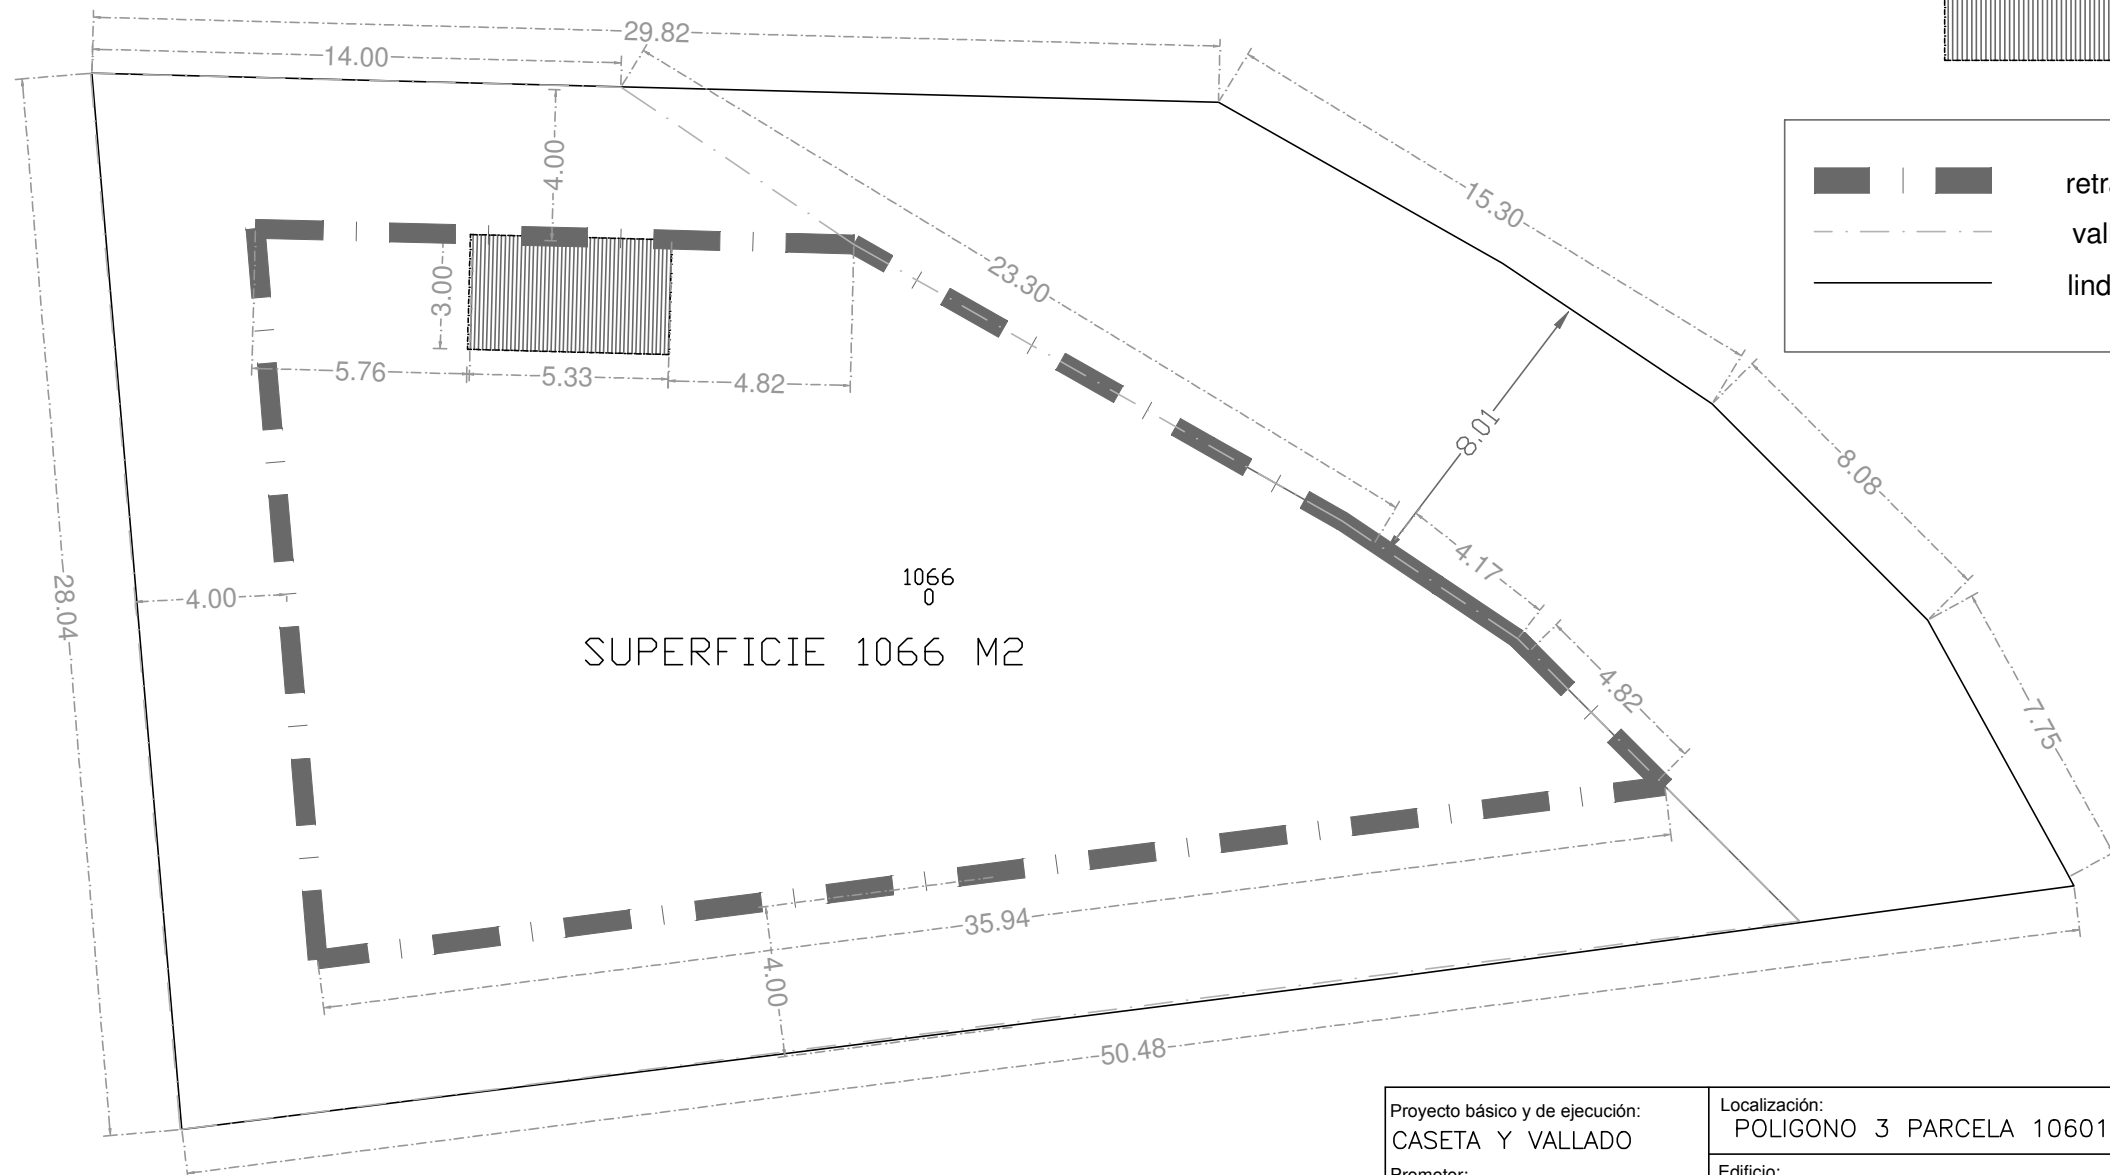 29.82
14.00
4.00
15.30
retr
val
lind
3.00
23.30
5.76
5.33
4.82
8.01
8.08
4.17
28.04
4.00
1066
0
SUPERFICIE 1066 M2
4.82
7.75
35.94
4.00
50.48
Proyecto básico y de ejecución:
CASETA Y VALLADO
Localización:
POLIGONO 3 PARCELA 10601
Promotor:
Edificio: